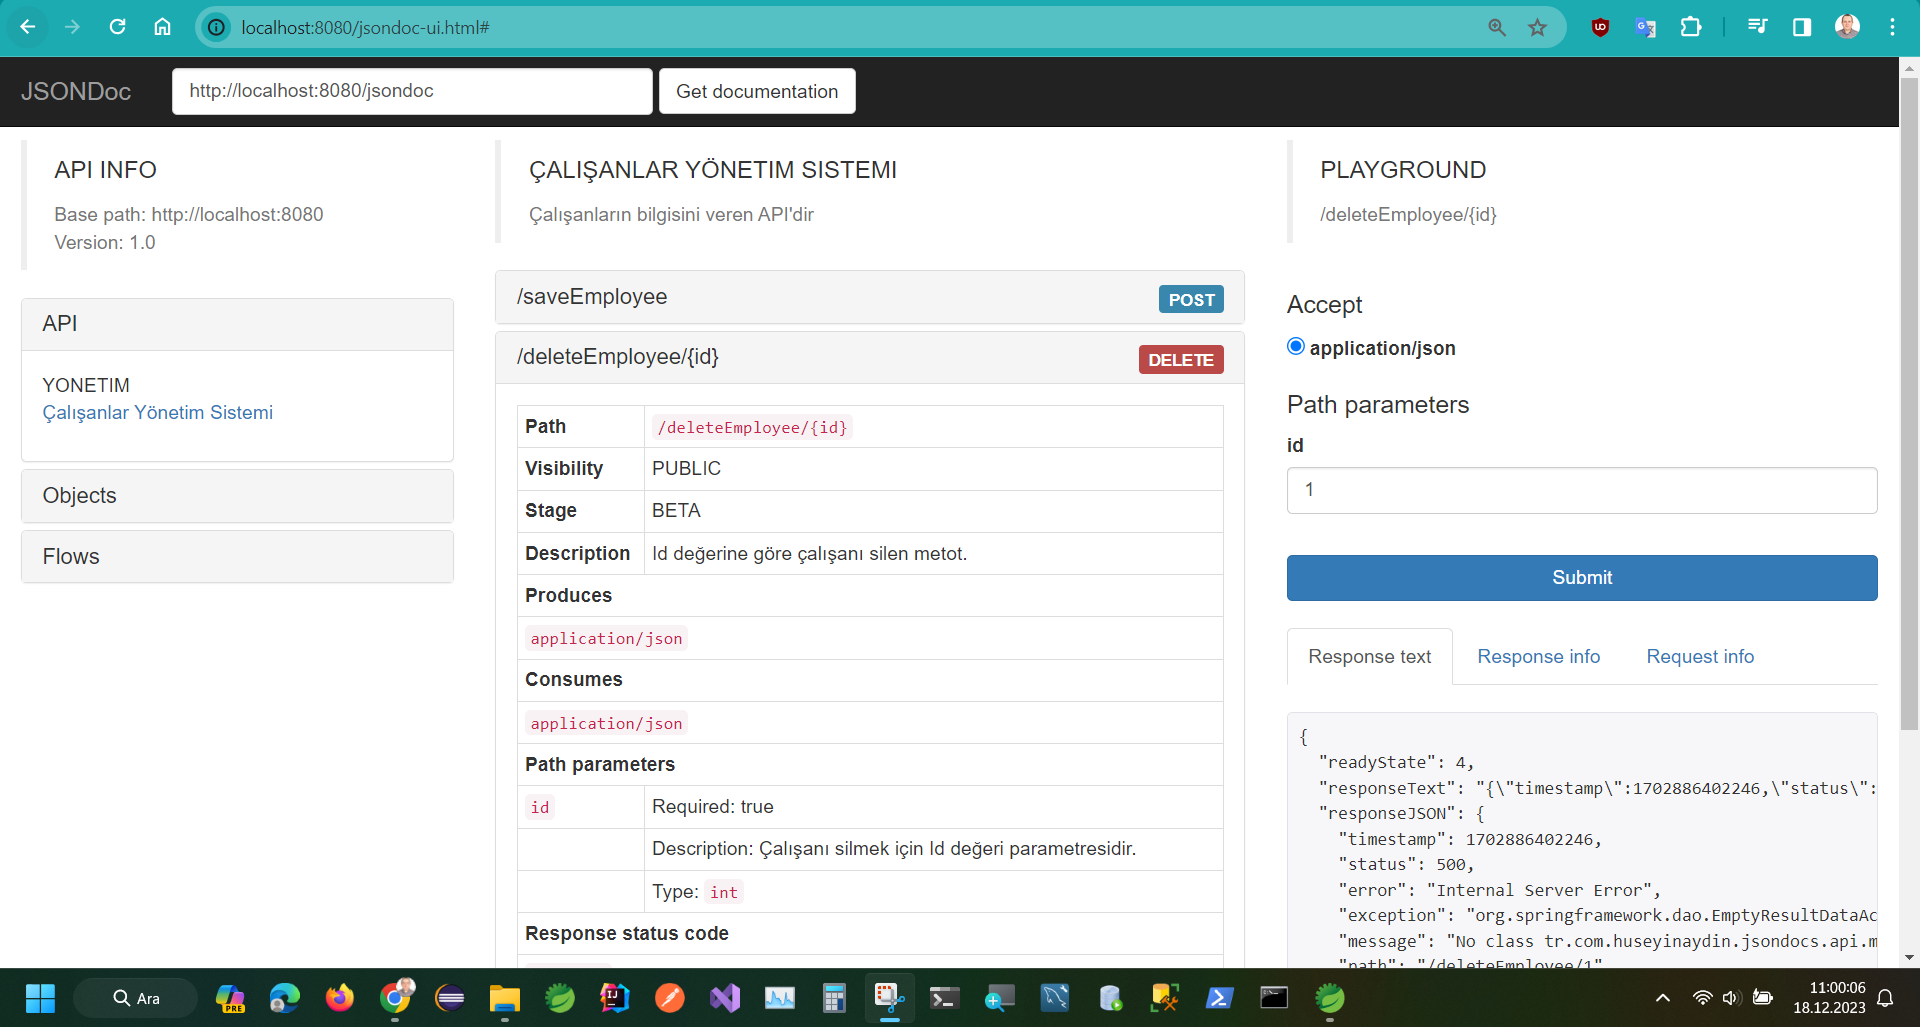 localhost:8080/jsondoc-ui.html#
JSONDoc
http://localhost:8080/jsondoc
Get documentation
API INFO
Base path: http://localhost:8080
Version: 1.0
API
YONETIM
Çalışanlar Yönetim Sistemi
Objects
Flows
ÇALIŞANLAR YÖNETIM SISTEMI
Çalışanların bilgisini veren API'dir
/saveEmployee
POST
/deleteEmployee/{id}
DELETE
Path
/deleteEmployee/{id}
Visibility
PUBLIC
Stage
BETA
Description
Id değerine göre çalışanı silen metot.
Produces
application/json
Consumes
application/json
Path parameters
id
Required: true
Description: Çalışanı silmek için Id değeri parametresidir.
Type: int
Response status code
PLAYGROUND
/deleteEmployee/{id}
Accept
application/json
Path parameters
id
1
Submit
Response text
Response info
Request info
{
"readyState": 4,
"responseText": "{\"timestamp\":1702886402246,\"status\":
"responseJSON": {
"timestamp": 1702886402246,
"status": 500,
"error": "Internal Server Error",
"exception": "org.springframework.dao.EmptyResultDataAc
"message": "No class tr.com.huseyinaydin.jsondocs.api.m
"path": "/deleteEmployee/1"
Ara
PRE
11:00:06
18.12.2023